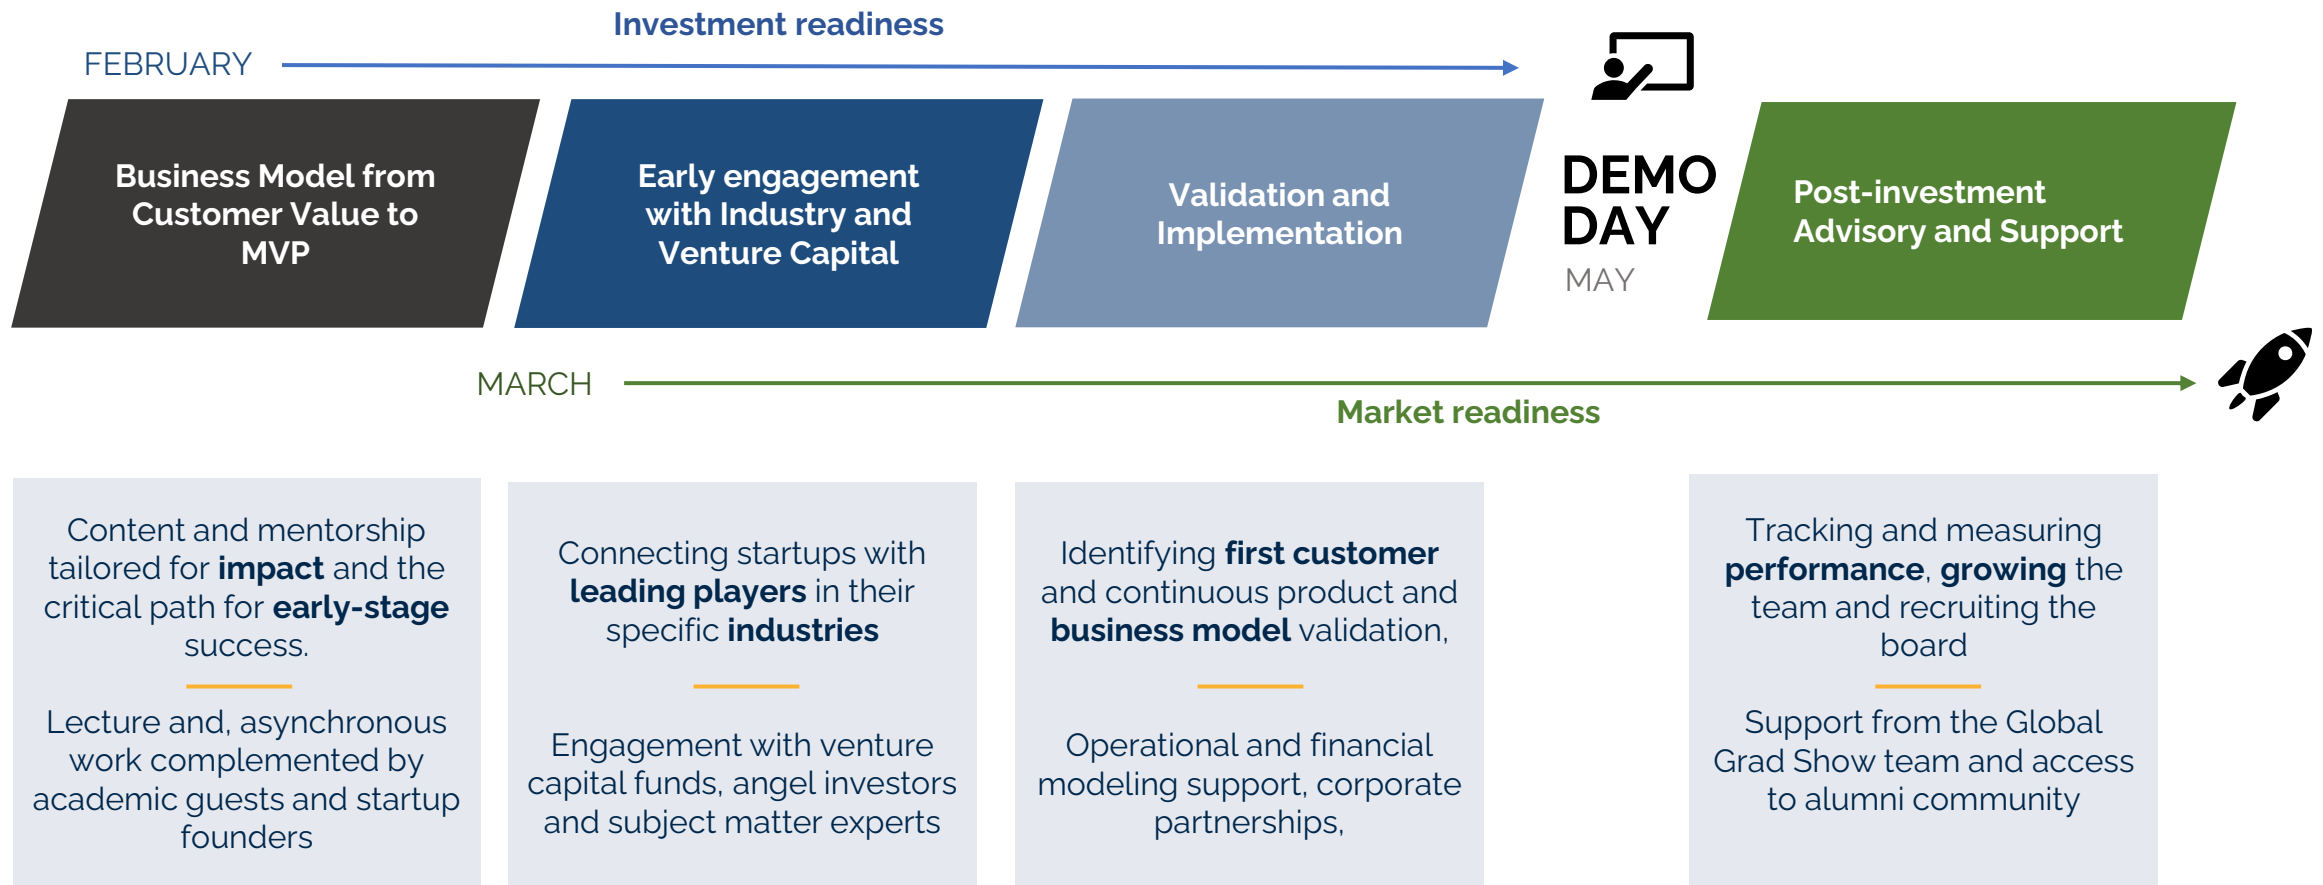 Investment readiness
FEBRUARY
Business Model from
Customer Value to
MVP
Early engagement
with Industry and
Venture Capital
Validation and
Implementation
DEMO
DAY
MAY
Post-investment
Advisory and Support
MARCH
Market readiness
Content and mentorship
tailored for impact and the
critical path for early-stage
success.
Lecture and, asynchronous
work complemented by
academic guests and startup
founders
Connecting startups with
leading players in their
specific industries
Engagement with venture
capital funds, angel investors
and subject matter experts
Identifying first customer
and continuous product and
business model validation,
Operational and financial
modeling support, corporate
partnerships,
Tracking and measuring
performance, growing the
team and recruiting the
board
Support from the Global
Grad Show team and access
to alumni community